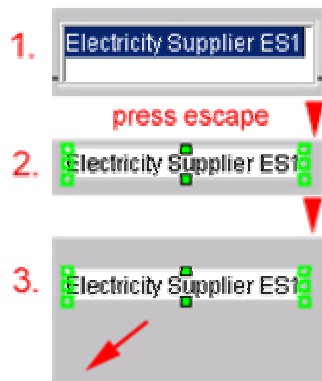 1. Electricity Supplier ES1
press escape
2. Electricity Supplier ES1
3. Electricity Supplier ES1